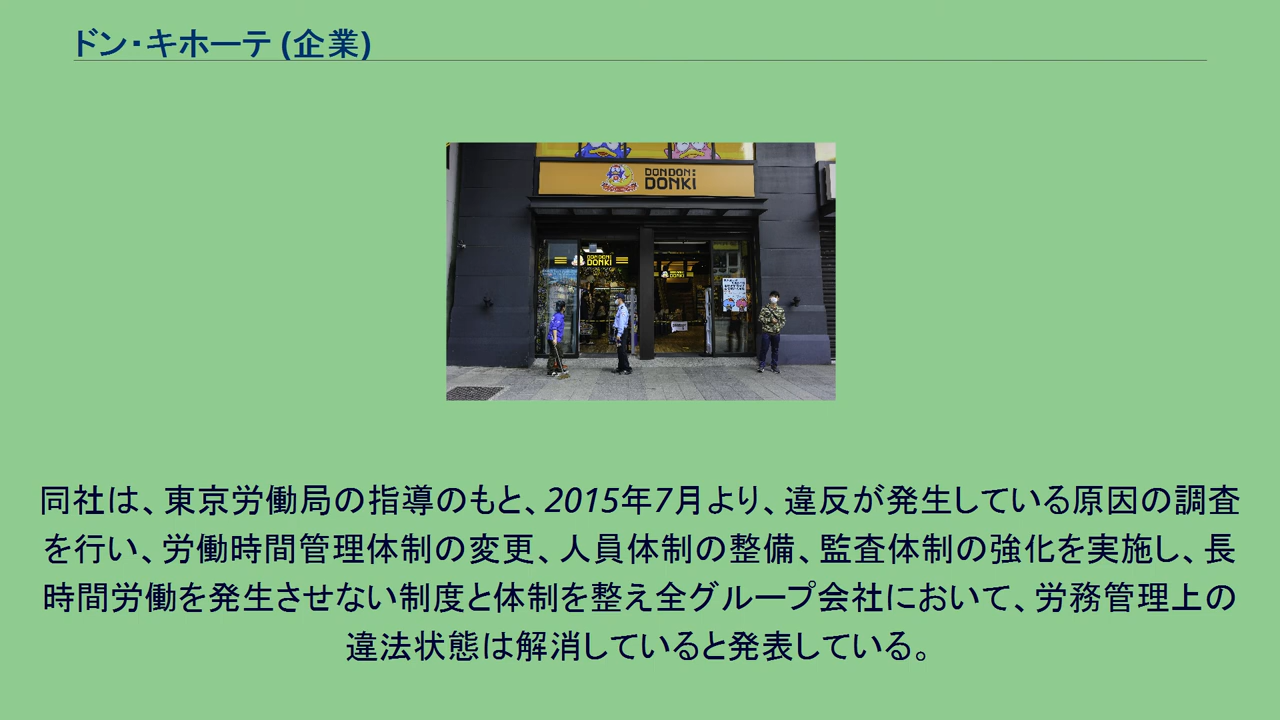 ドン・キホーテ (企業)
DON DON:
DONKI
DON DON:
DONKI
DONKI
同社は、東京労働局の指導のもと、2015年7月より、違反が発生している原因の調査
を行い、労働時間管理体制の変更、人員体制の整備、監査体制の強化を実施し、長
時間労働を発生させない制度と体制を整え全グループ会社において、労務管理上の
違法状態は解消していると発表している。